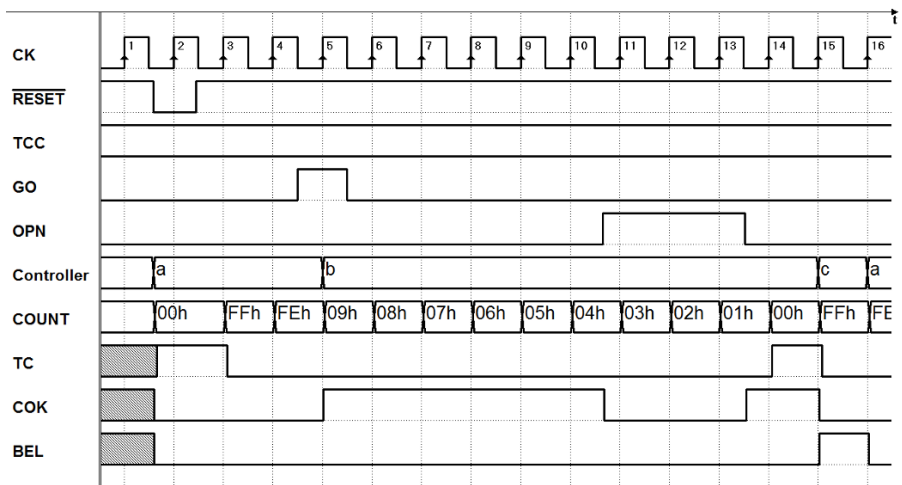 t
CK 1 2 3 4 5 6 7 8 9 10 11 12 13 14 15 16
RESET
TCC
GO
OPN
Controller a b c a
COUNT 00h FFh FEh 09h 08h 07h 06h 05h 04h 03h 02h 01h 00h FFh FE
TC
COK
BEL